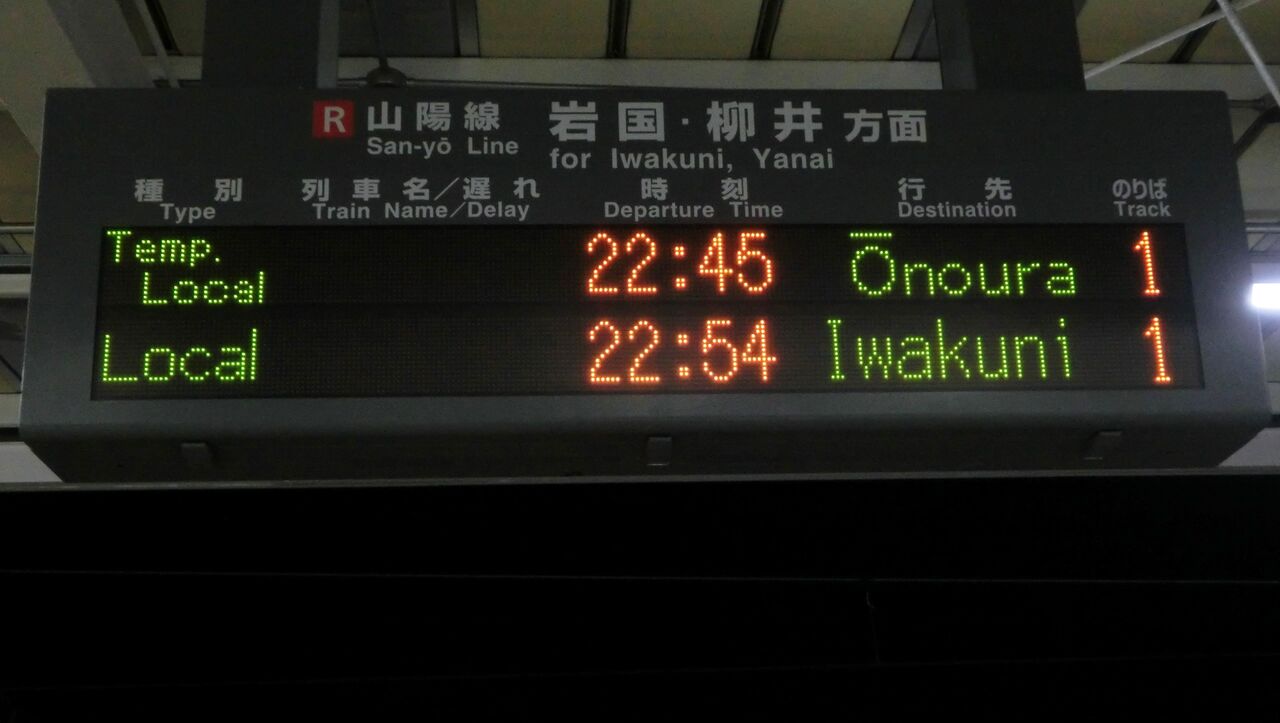 R 山陽線 岩国・柳井 方面
San-yō Line for Iwakuni, Yanai
種別 列車名／遅れ 時刻 行先 のりば
Type Train Name/Delay Departure Time Destination Track
Temp. Local 22:45 Ōnoura 1
Local 22:54 Iwakuni 1